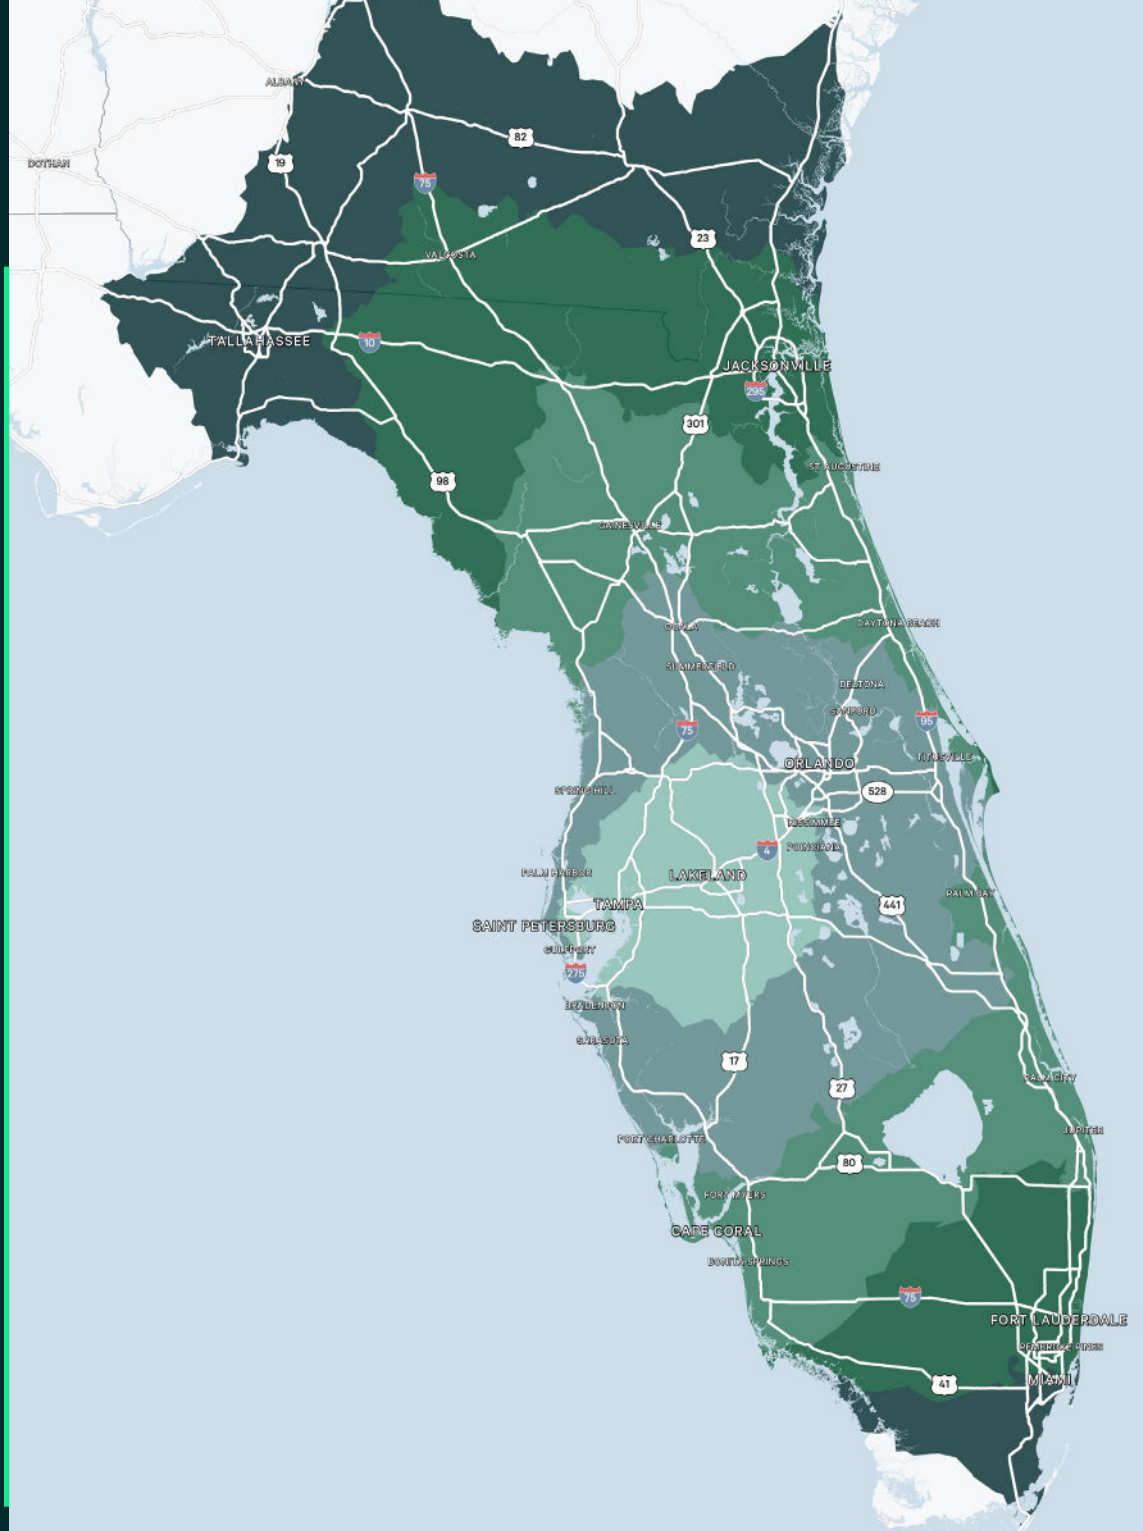 ALBANY
82
DOTHAN
19
75
23
VALDOSTA
TALLAHASSEE
10
JACKSONVILLE
295
301
ST AUGUSTINE
98
GAINESVILLE
DAYTONA BEACH
OCALA
SUMMERFIELD
DELTONA
SANFORD
95
75
TITUSVILLE
ORLANDO
SPRING HILL
528
KISSIMMEE
4
POINCIANA
PALM HARBOR
LAKELAND
PALM BAY
TAMPA
441
SAINT PETERSBURG
GULFPORT
275
BRADENTON
SARASOTA
17
PALM CITY
27
JUPITER
PORT CHARLOTTE
80
FORT MYERS
CAPE CORAL
BONITA SPRINGS
75
FORT LAUDERDALE
PEMBROKE PINES
MIAMI
41